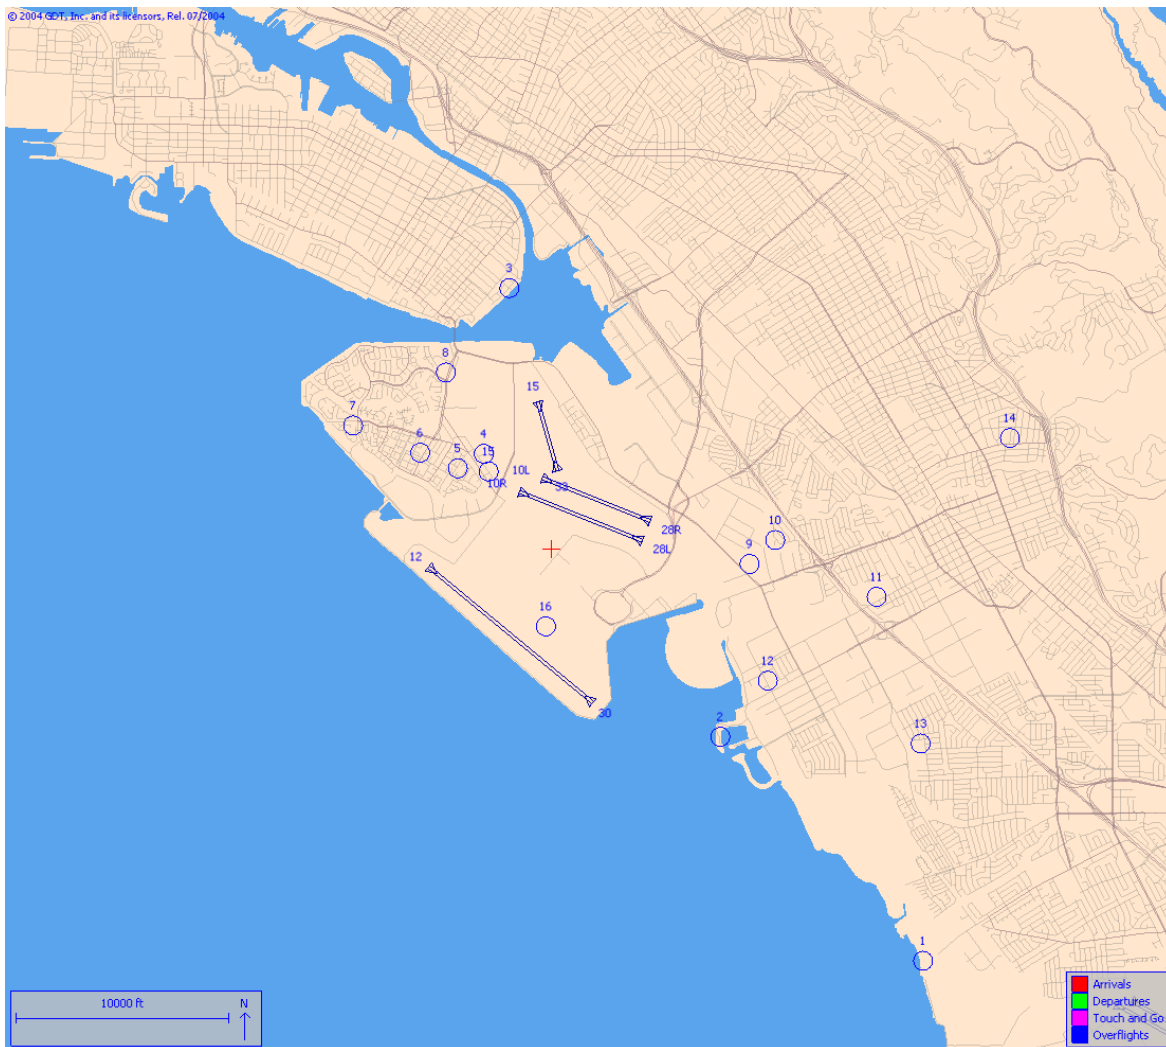 © 2004 GDT, Inc. and its licensors, Rel. 07/2004
3
8
15
7
14
6
4
5
15
10L
10R
33
28R
10
28L
9
12
11
16
12
30
2
13
1
10000 ft
N
Arrivals
Departures
Touch and Go
Overflights